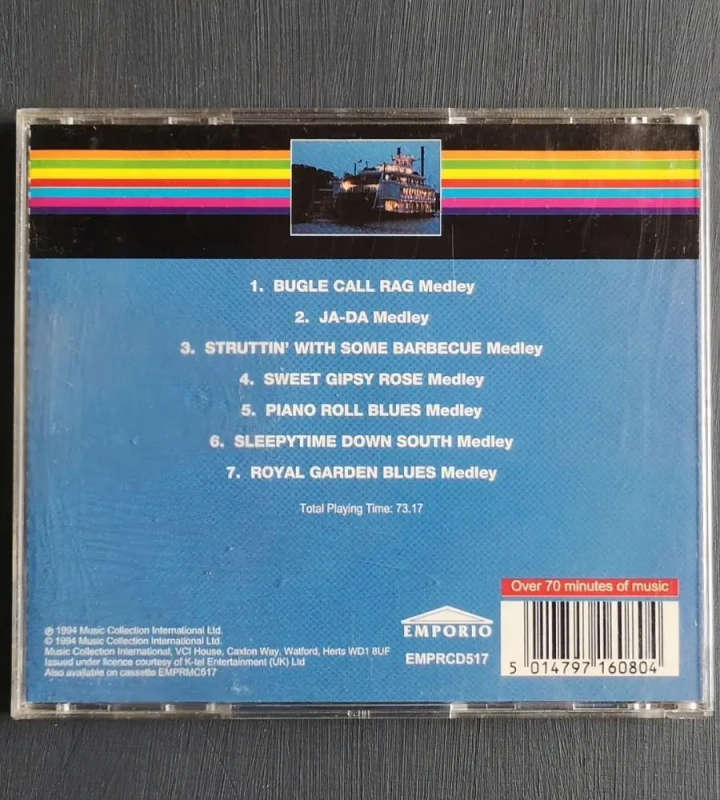 1. BUGLE CALL RAG Medley
2. JA-DA Medley
3. STRUTTIN' WITH SOME BARBECUE Medley
4. SWEET GIPSY ROSE Medley
5. PIANO ROLL BLUES Medley
6. SLEEPYTIME DOWN SOUTH Medley
7. ROYAL GARDEN BLUES Medley
Total Playing Time: 73.17
Over 70 minutes of music
℗ 1994 Music Collection International Ltd.
© 1994 Music Collection International Ltd.
Music Collection International, VCI House, Caxton Way, Watford, Herts WD1 8UF
Issued under licence courtesy of K-tel Entertainment (UK) Ltd
Also available on cassette EMPRMC517
EMPORIO
EMPRCD517
5 014797 160804